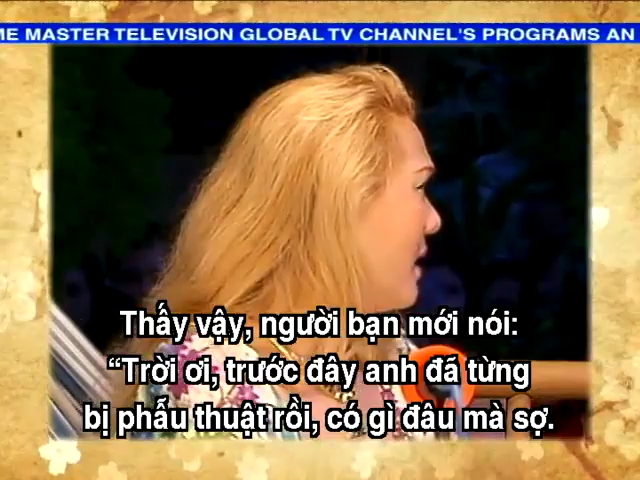 ME MASTER TELEVISION GLOBAL TV CHANNEL'S PROGRAMS AN
Thấy vậy, người bạn mới nói:
“Trời ơi, trước đây anh đã từng
bị phẫu thuật rồi, có gì đâu mà sợ.